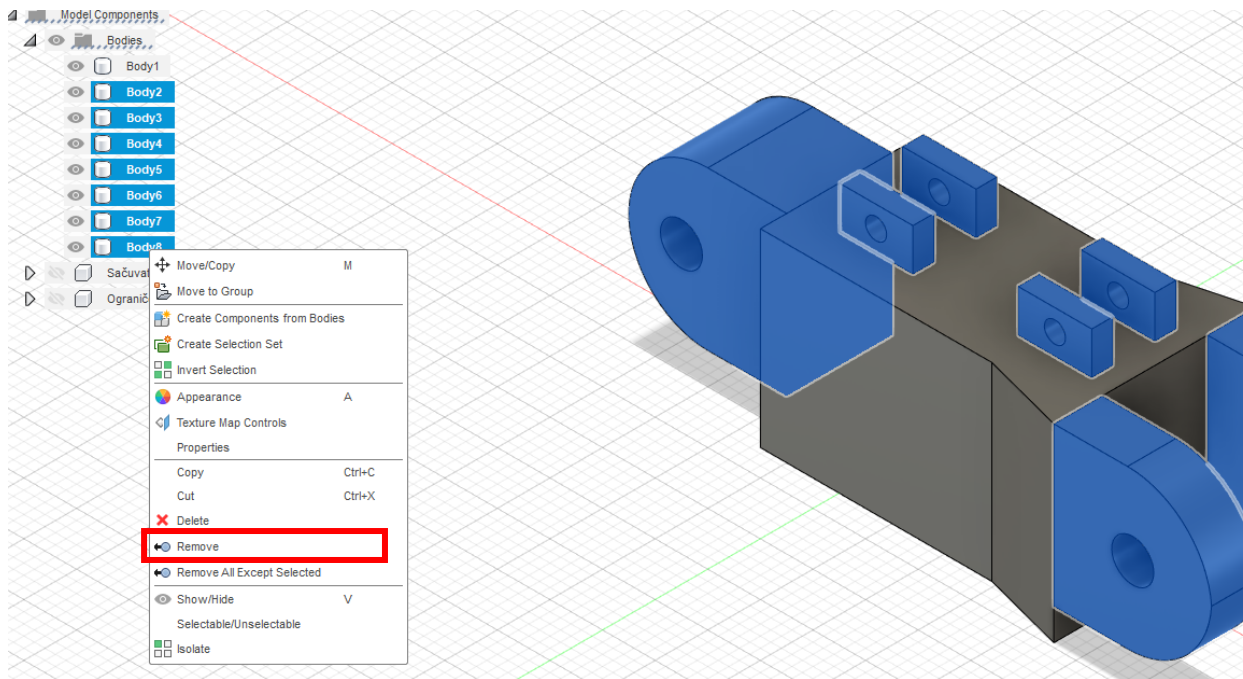 Model Components
Bodies
Body1
Body2
Body3
Body4
Body5
Body6
Body7
Body8
Move/Copy M
Move to Group
Create Components from Bodies
Create Selection Set
Invert Selection
Appearance A
Texture Map Controls
Properties
Copy Ctrl+C
Cut Ctrl+X
Delete
Remove
Remove All Except Selected
Show/Hide V
Selectable/Unselectable
Isolate